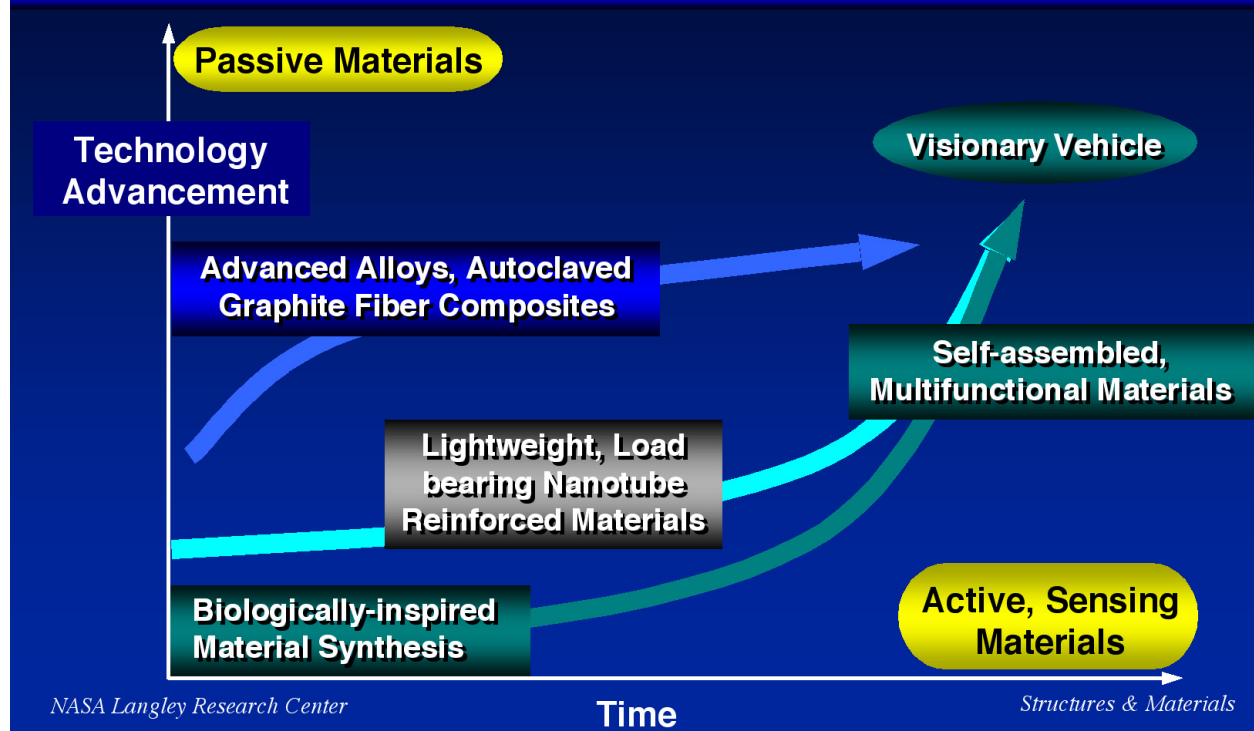 Passive Materials
Technology
Advancement
Visionary Vehicle
Advanced Alloys, Autoclaved
Graphite Fiber Composites
Self-assembled,
Multifunctional Materials
Lightweight, Load
bearing Nanotube
Reinforced Materials
Biologically-inspired
Material Synthesis
Active, Sensing
Materials
NASA Langley Research Center
Time
Structures & Materials